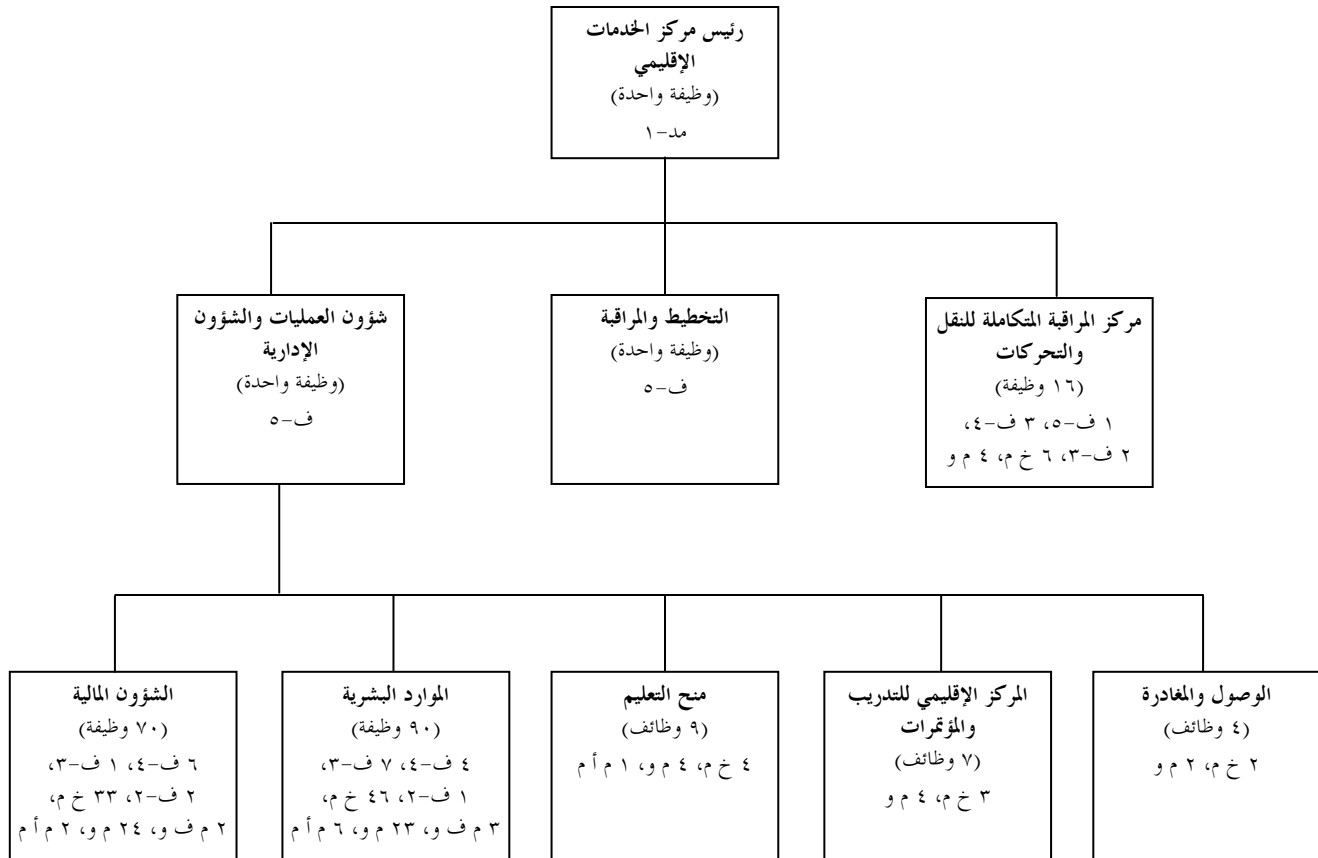 رئيس مركز الخدمات
الإقليمي
(وظيفة واحدة)
مد-١
مركز المراقبة المتكاملة للنقل
والتحركات
(١٦ وظيفة)
١ ف-٥، ٣ ف-٤،
٢ ف-٣، ٦ خ م، ٤ م و
التخطيط والمراقبة
(وظيفة واحدة)
ف-٥
شؤون العمليات والشؤون
الإدارية
(وظيفة واحدة)
ف-٥
الوصول والمغادرة
(٤ وظائف)
٢ خ م، ٢ م و
المركز الإقليمي للتدريب
والمؤتمرات
(٧ وظائف)
٣ خ م، ٤ م و
منح التعليم
(٩ وظائف)
٤ خ م، ٤ م و، ١ م أ م
الموارد البشرية
(٩٠ وظيفة)
٤ ف-٤، ٧ ف-٣،
١ ف-٢، ٤٦ خ م،
٣ م ف و، ٢٣ م و، ٦ م أ م
الشؤون المالية
(٧٠ وظيفة)
٦ ف-٤، ١ ف-٣،
٢ ف-٢، ٣٣ خ م،
٢ م ف و، ٢٤ م و، ٢ م أ م